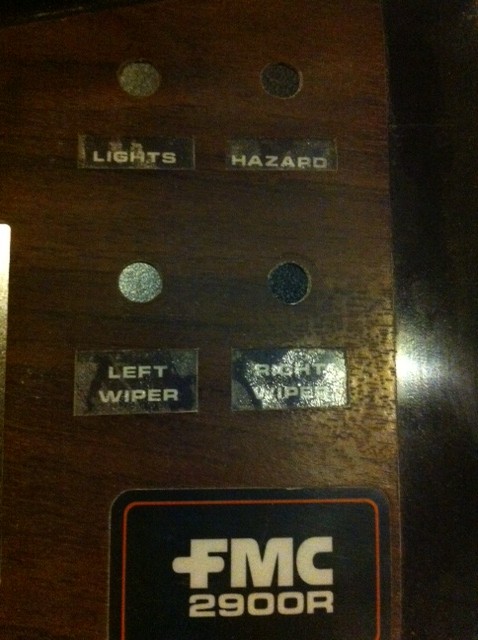 LIGHTS HAZARD
LEFT RIGHT
WIPER WIPER
FMC
2900R